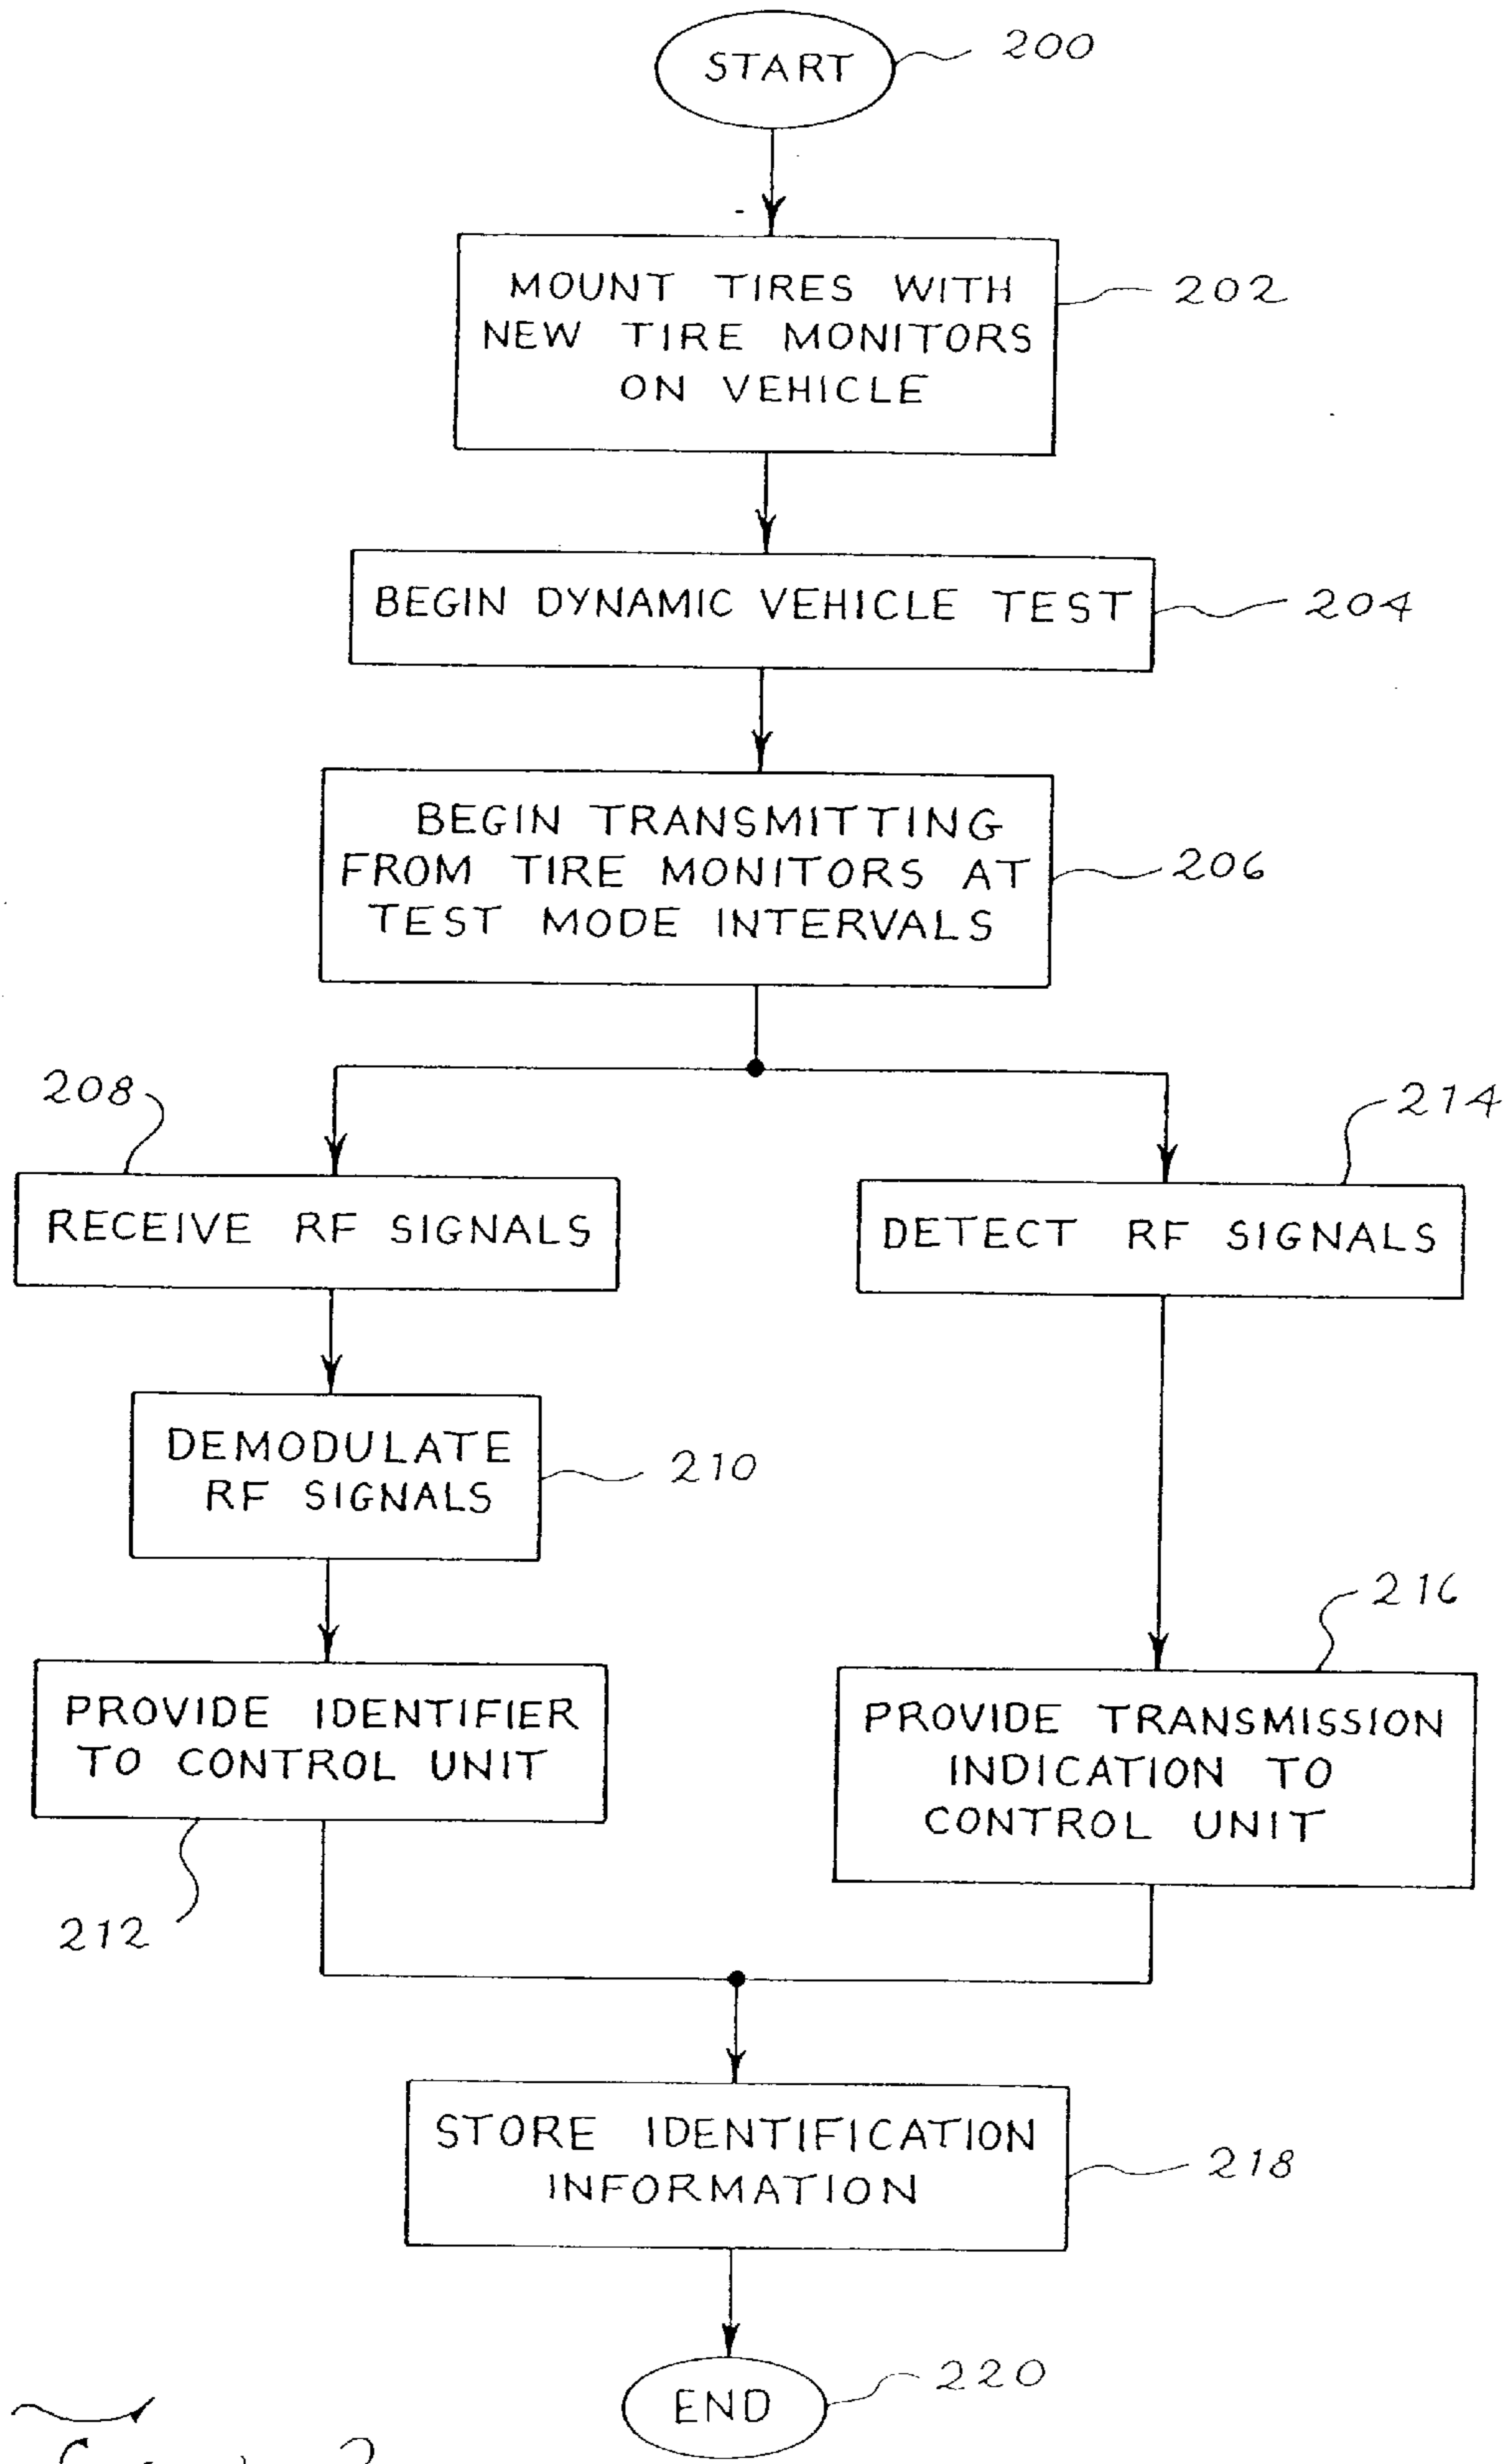 START
200
MOUNT TIRES WITH
NEW TIRE MONITORS
ON VEHICLE
202
BEGIN DYNAMIC VEHICLE TEST
204
BEGIN TRANSMITTING
FROM TIRE MONITORS AT
TEST MODE INTERVALS
206
208
RECEIVE RF SIGNALS
214
DETECT RF SIGNALS
DEMODULATE
RF SIGNALS
210
PROVIDE IDENTIFIER
TO CONTROL UNIT
212
216
PROVIDE TRANSMISSION
INDICATION TO
CONTROL UNIT
STORE IDENTIFICATION
INFORMATION
218
END
220